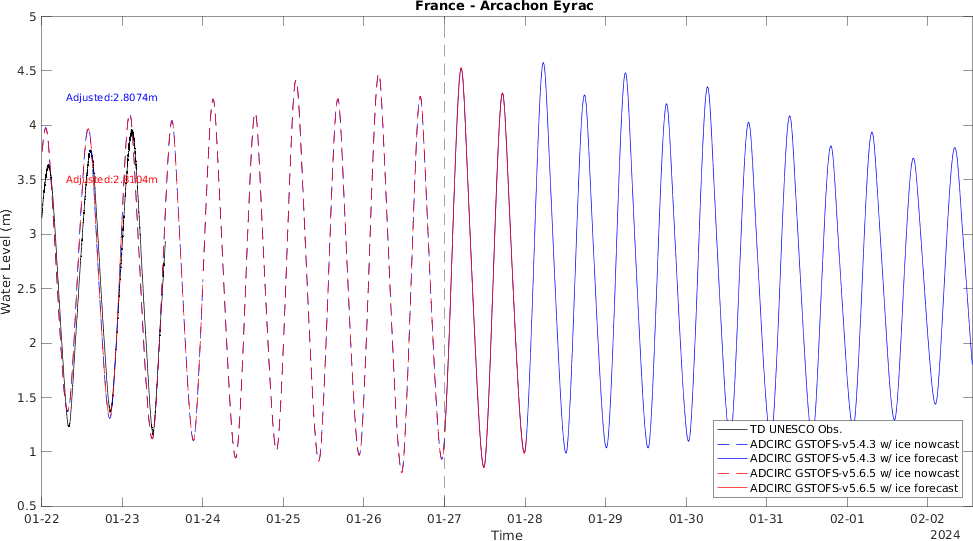 France - Arcachon Eyrac
5
4.5
4
3.5
3
2.5
2
1.5
1
0.5
Water Level (m)
Adjusted:2.8074m
Adjusted:2.8104m
TD UNESCO Obs.
ADCIRC GSTOFS-v5.4.3 w/ ice nowcast
ADCIRC GSTOFS-v5.4.3 w/ ice forecast
ADCIRC GSTOFS-v5.6.5 w/ ice nowcast
ADCIRC GSTOFS-v5.6.5 w/ ice forecast
01-22 01-23 01-24 01-25 01-26 01-27 01-28 01-29 01-30 01-31 02-01 02-02
Time
2024